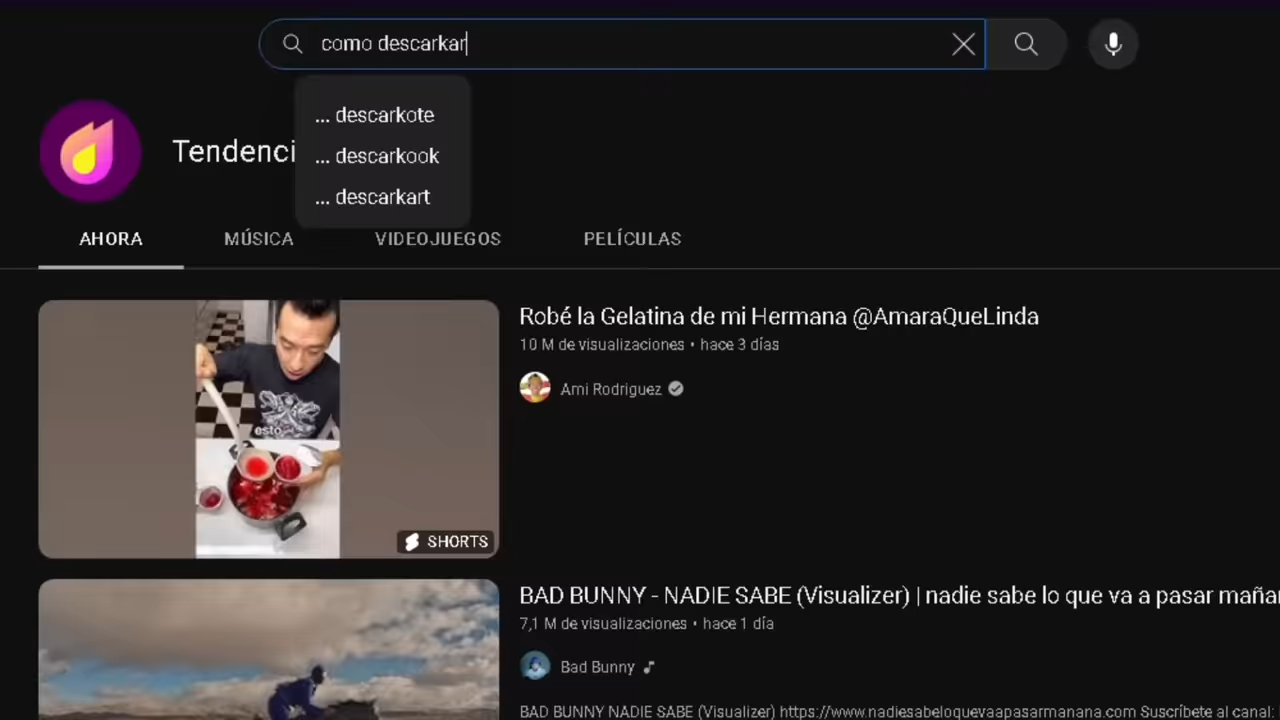 como descarkar
... descarkote
... descarkook
... descarkart
Tendenci
AHORA MÚSICA VIDEOJUEGOS PELÍCULAS
Robé la Gelatina de mi Hermana @AmaraQueLinda
10 M de visualizaciones • hace 3 días
Ami Rodriguez
esto
SHORTS
BAD BUNNY - NADIE SABE (Visualizer) | nadie sabe lo que va a pasar maña
7,1 M de visualizaciones • hace 1 día
Bad Bunny
BAD BUNNY NADIE SABE (Visualizer) https://www.nadiesabeloquevaapasarmanana.com Suscríbete al canal: